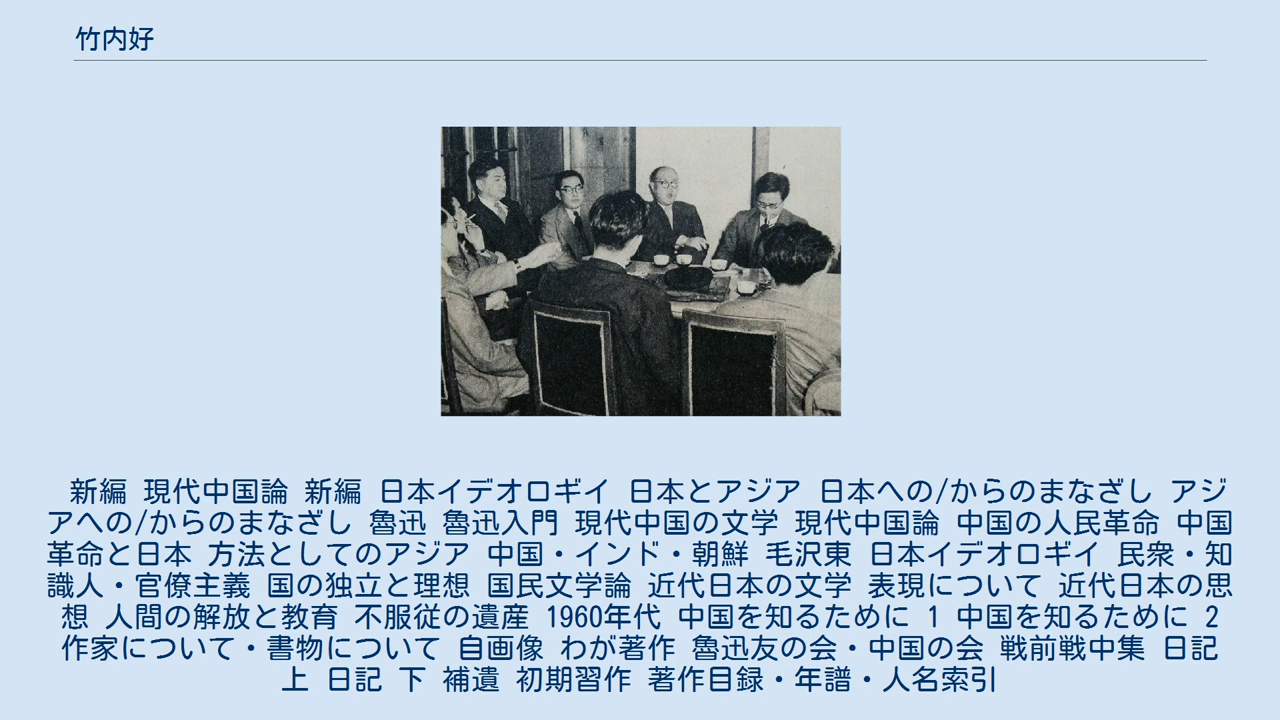 竹内好
新編 現代中国論 新編 日本イデオロギイ 日本とアジア 日本への/からのまなざし アジ
アへの/からのまなざし 魯迅 魯迅入門 現代中国の文学 現代中国論 中国の人民革命 中国
革命と日本 方法としてのアジア 中国・インド・朝鮮 毛沢東 日本イデオロギイ 民衆・知
識人・官僚主義 国の独立と理想 国民文学論 近代日本の文学 表現について 近代日本の思
想 人間の解放と教育 不服従の遺産 1960年代 中国を知るために 1 中国を知るために 2
作家について・書物について 自画像 わが著作 魯迅友の会・中国の会 戦前戦中集 日記
上 日記 下 補遺 初期習作 著作目録・年譜・人名索引